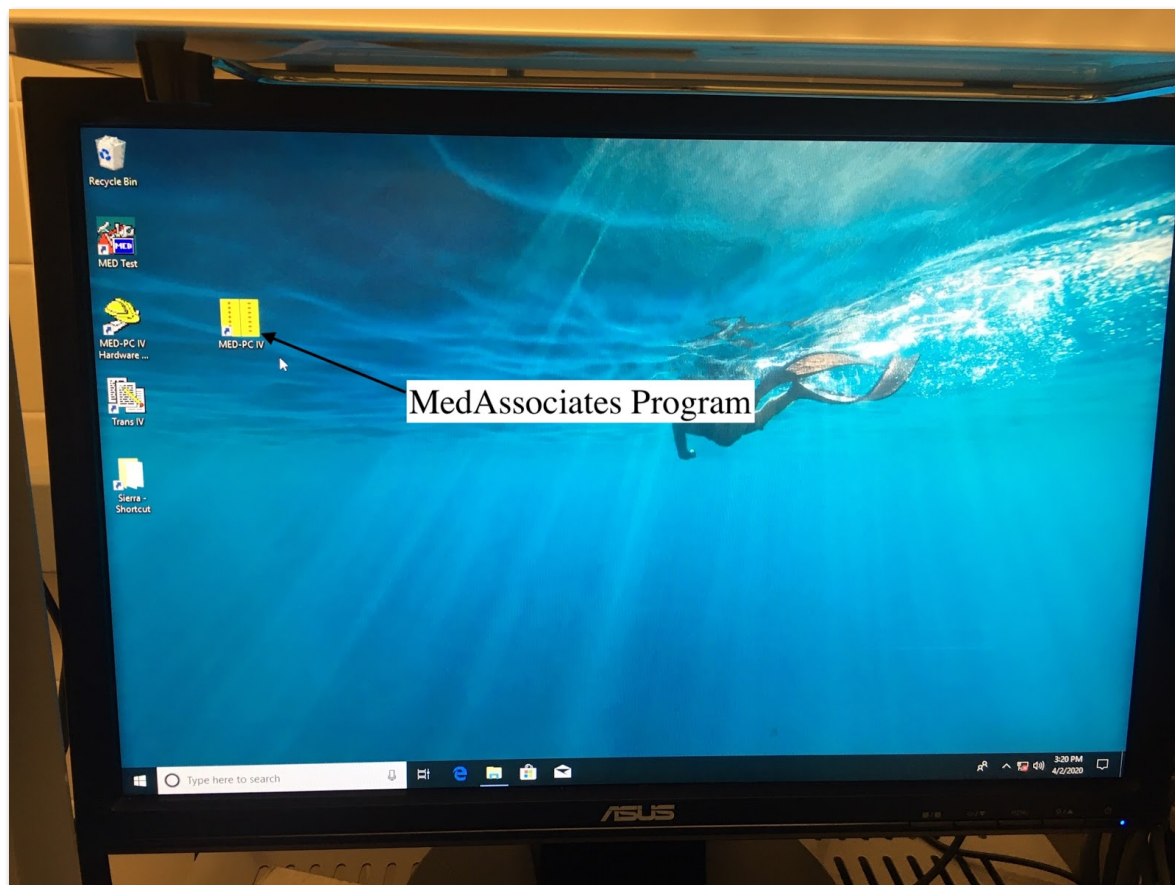 Recycle Bin
MED
MED Test
MED-PC IV
Hardware ...
MED-PC IV
MedAssociates Program
Trans IV
Sierra -
Shortcut
Type here to search
3:20 PM
4/2/2020
ASUS